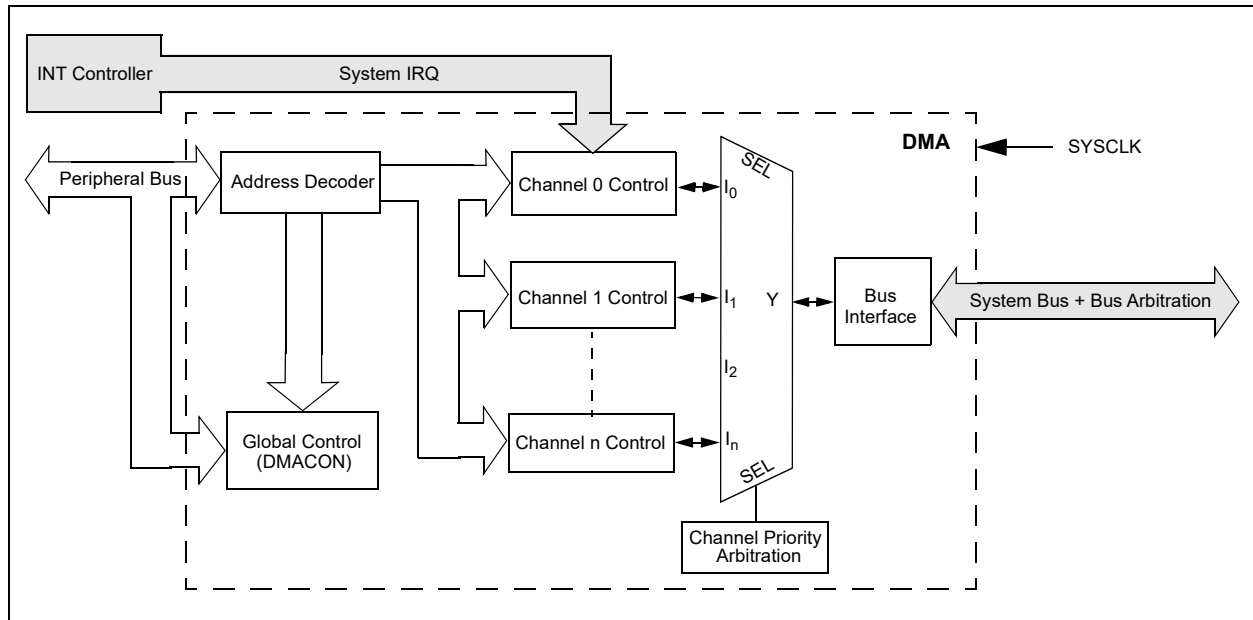 INT Controller
System IRQ
DMA
SYSCLK
Peripheral Bus
Address Decoder
Channel 0 Control
SEL
I0
Channel 1 Control
I1
Y
Bus
Interface
System Bus + Bus Arbitration
I2
Global Control
(DMACON)
Channel n Control
In
SEL
Channel Priority
Arbitration